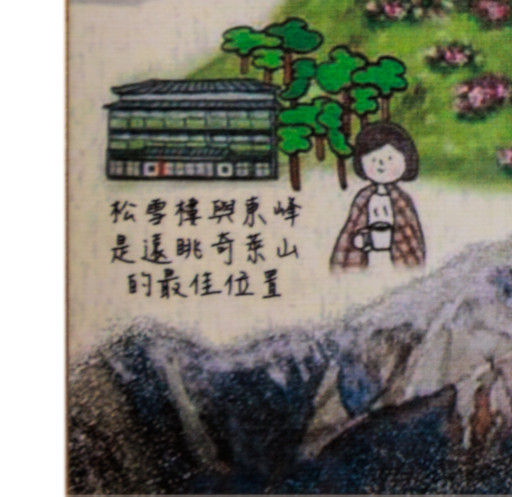 松雪樓與東峰
是遠眺奇萊山
的最佳位置